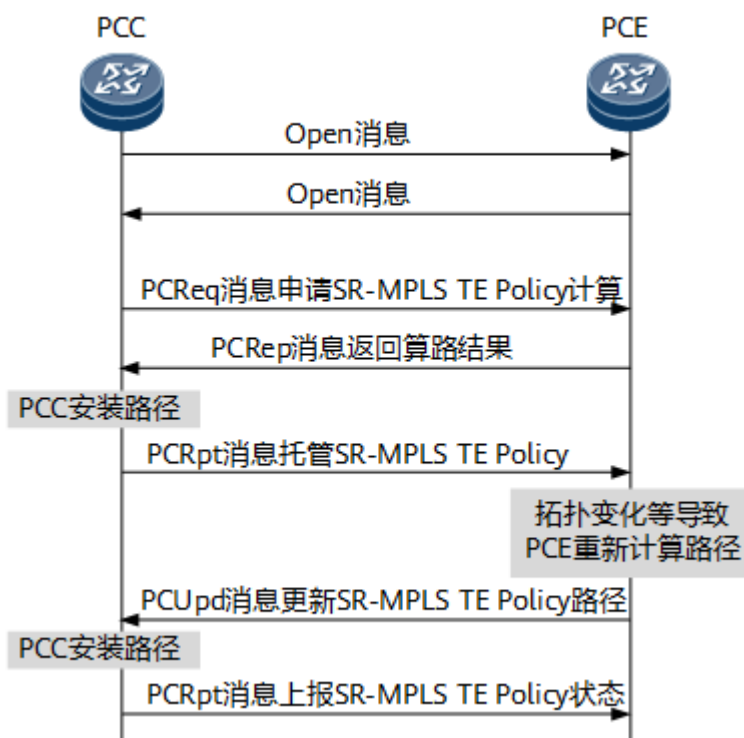 PCC
PCE
Open消息
Open消息
PCReq消息申请SR-MPLS TE Policy计算
PCRep消息返回算路结果
PCC安装路径
PCRpt消息托管SR-MPLS TE Policy
拓扑变化等导致
PCE重新计算路径
PCUpd消息更新SR-MPLS TE Policy路径
PCC安装路径
PCRpt消息上报SR-MPLS TE Policy状态